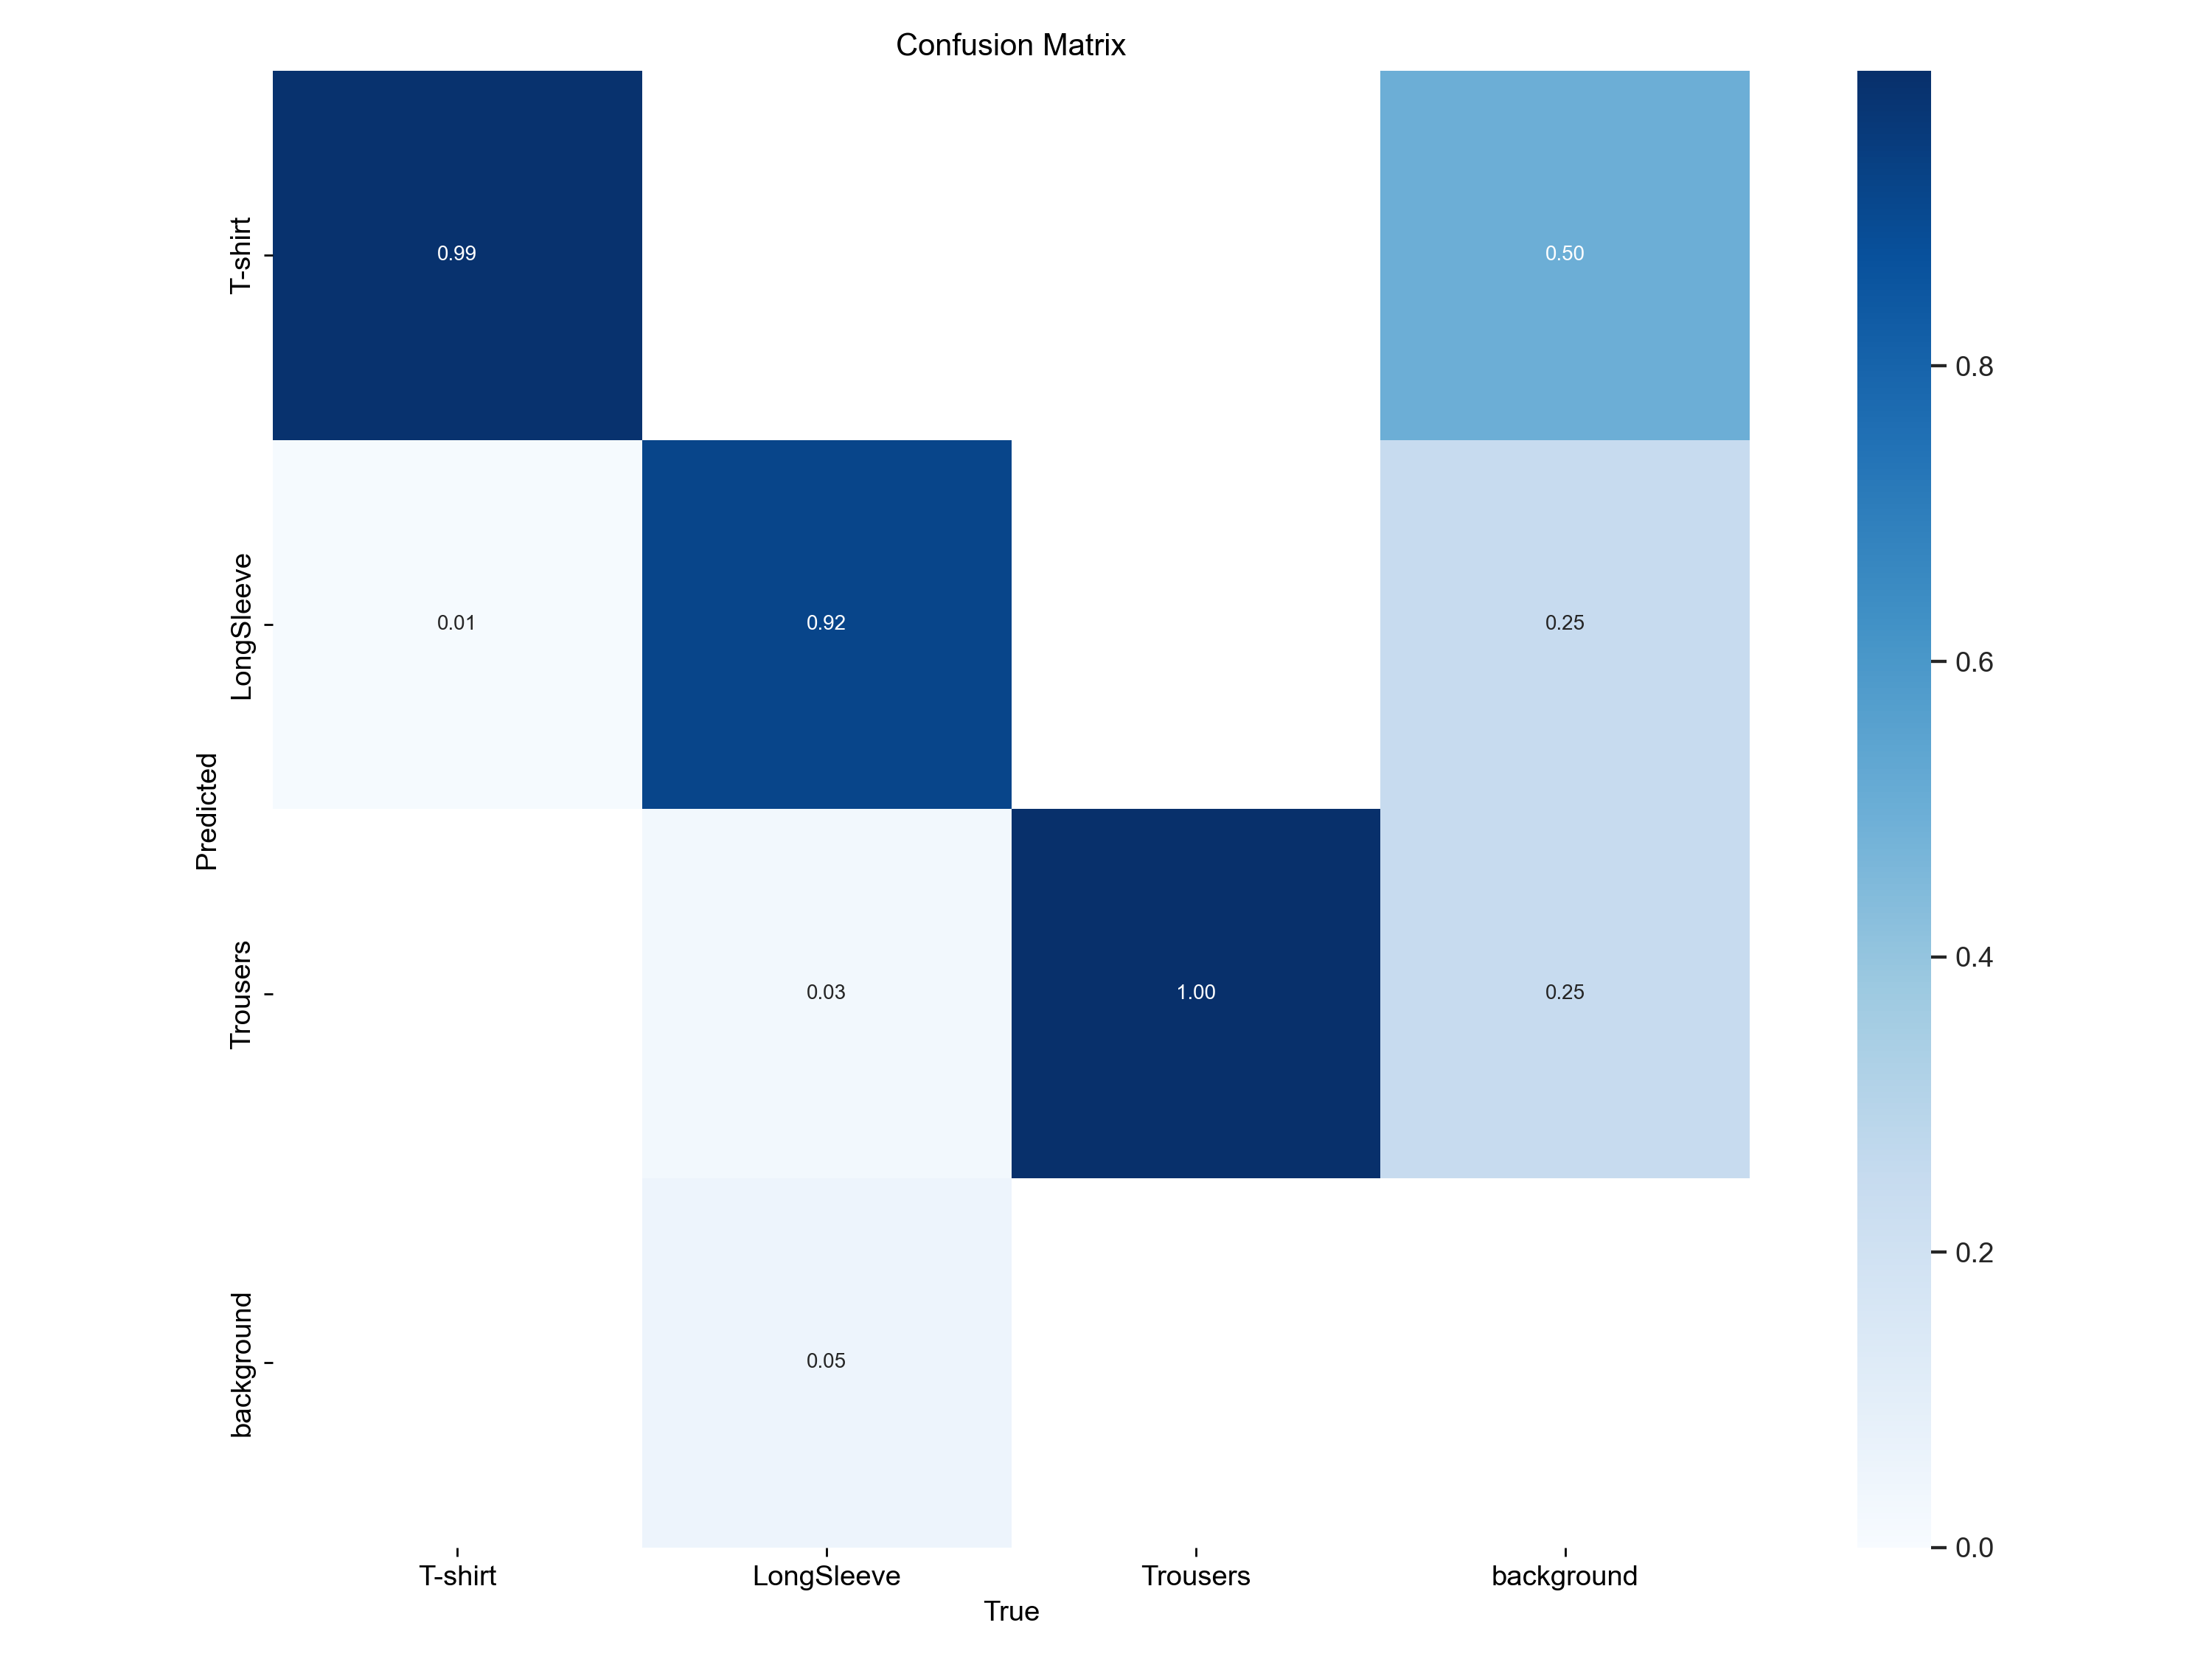 Confusion Matrix
T-shirt
0.99
0.50
LongSleeve
0.01
0.92
0.25
Predicted
Trousers
0.03
1.00
0.25
background
0.05
T-shirt
LongSleeve
Trousers
background
True
0.8
0.6
0.4
0.2
0.0